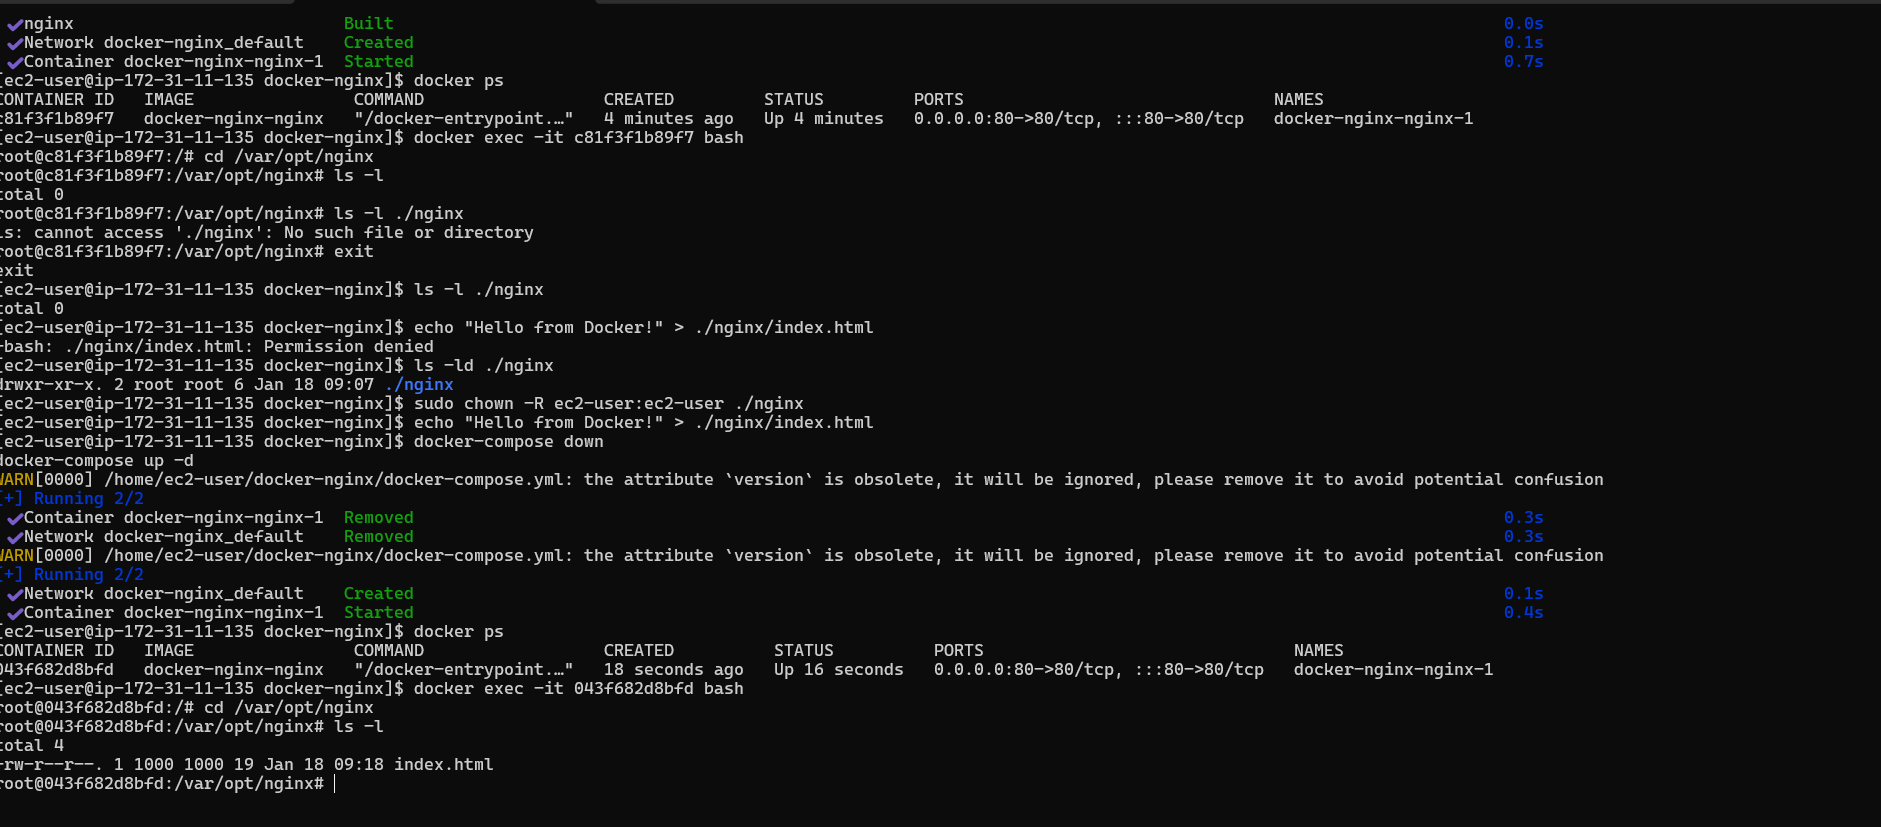 ✔nginx Built 0.0s
✔Network docker-nginx_default Created 0.1s
✔Container docker-nginx-nginx-1 Started 0.7s
[ec2-user@ip-172-31-11-135 docker-nginx]$ docker ps
CONTAINER ID IMAGE COMMAND CREATED STATUS PORTS NAMES
c81f3f1b89f7 docker-nginx-nginx "/docker-entrypoint.…" 4 minutes ago Up 4 minutes 0.0.0.0:80->80/tcp, :::80->80/tcp docker-nginx-nginx-1
[ec2-user@ip-172-31-11-135 docker-nginx]$ docker exec -it c81f3f1b89f7 bash
root@c81f3f1b89f7:/# cd /var/opt/nginx
root@c81f3f1b89f7:/var/opt/nginx# ls -l
total 0
root@c81f3f1b89f7:/var/opt/nginx# ls -l ./nginx
ls: cannot access './nginx': No such file or directory
root@c81f3f1b89f7:/var/opt/nginx# exit
exit
[ec2-user@ip-172-31-11-135 docker-nginx]$ ls -l ./nginx
total 0
[ec2-user@ip-172-31-11-135 docker-nginx]$ echo "Hello from Docker!" > ./nginx/index.html
-bash: ./nginx/index.html: Permission denied
[ec2-user@ip-172-31-11-135 docker-nginx]$ ls -ld ./nginx
drwxr-xr-x. 2 root root 6 Jan 18 09:07 ./nginx
[ec2-user@ip-172-31-11-135 docker-nginx]$ sudo chown -R ec2-user:ec2-user ./nginx
[ec2-user@ip-172-31-11-135 docker-nginx]$ echo "Hello from Docker!" > ./nginx/index.html
[ec2-user@ip-172-31-11-135 docker-nginx]$ docker-compose down
docker-compose up -d
WARN[0000] /home/ec2-user/docker-nginx/docker-compose.yml: the attribute `version` is obsolete, it will be ignored, please remove it to avoid potential confusion
[+] Running 2/2
✔Container docker-nginx-nginx-1 Removed 0.3s
✔Network docker-nginx_default Removed 0.3s
WARN[0000] /home/ec2-user/docker-nginx/docker-compose.yml: the attribute `version` is obsolete, it will be ignored, please remove it to avoid potential confusion
[+] Running 2/2
✔Network docker-nginx_default Created 0.1s
✔Container docker-nginx-nginx-1 Started 0.4s
[ec2-user@ip-172-31-11-135 docker-nginx]$ docker ps
CONTAINER ID IMAGE COMMAND CREATED STATUS PORTS NAMES
043f682d8bfd docker-nginx-nginx "/docker-entrypoint.…" 18 seconds ago Up 16 seconds 0.0.0.0:80->80/tcp, :::80->80/tcp docker-nginx-nginx-1
[ec2-user@ip-172-31-11-135 docker-nginx]$ docker exec -it 043f682d8bfd bash
root@043f682d8bfd:/# cd /var/opt/nginx
root@043f682d8bfd:/var/opt/nginx# ls -l
total 4
-rw-r--r--. 1 1000 1000 19 Jan 18 09:18 index.html
root@043f682d8bfd:/var/opt/nginx#